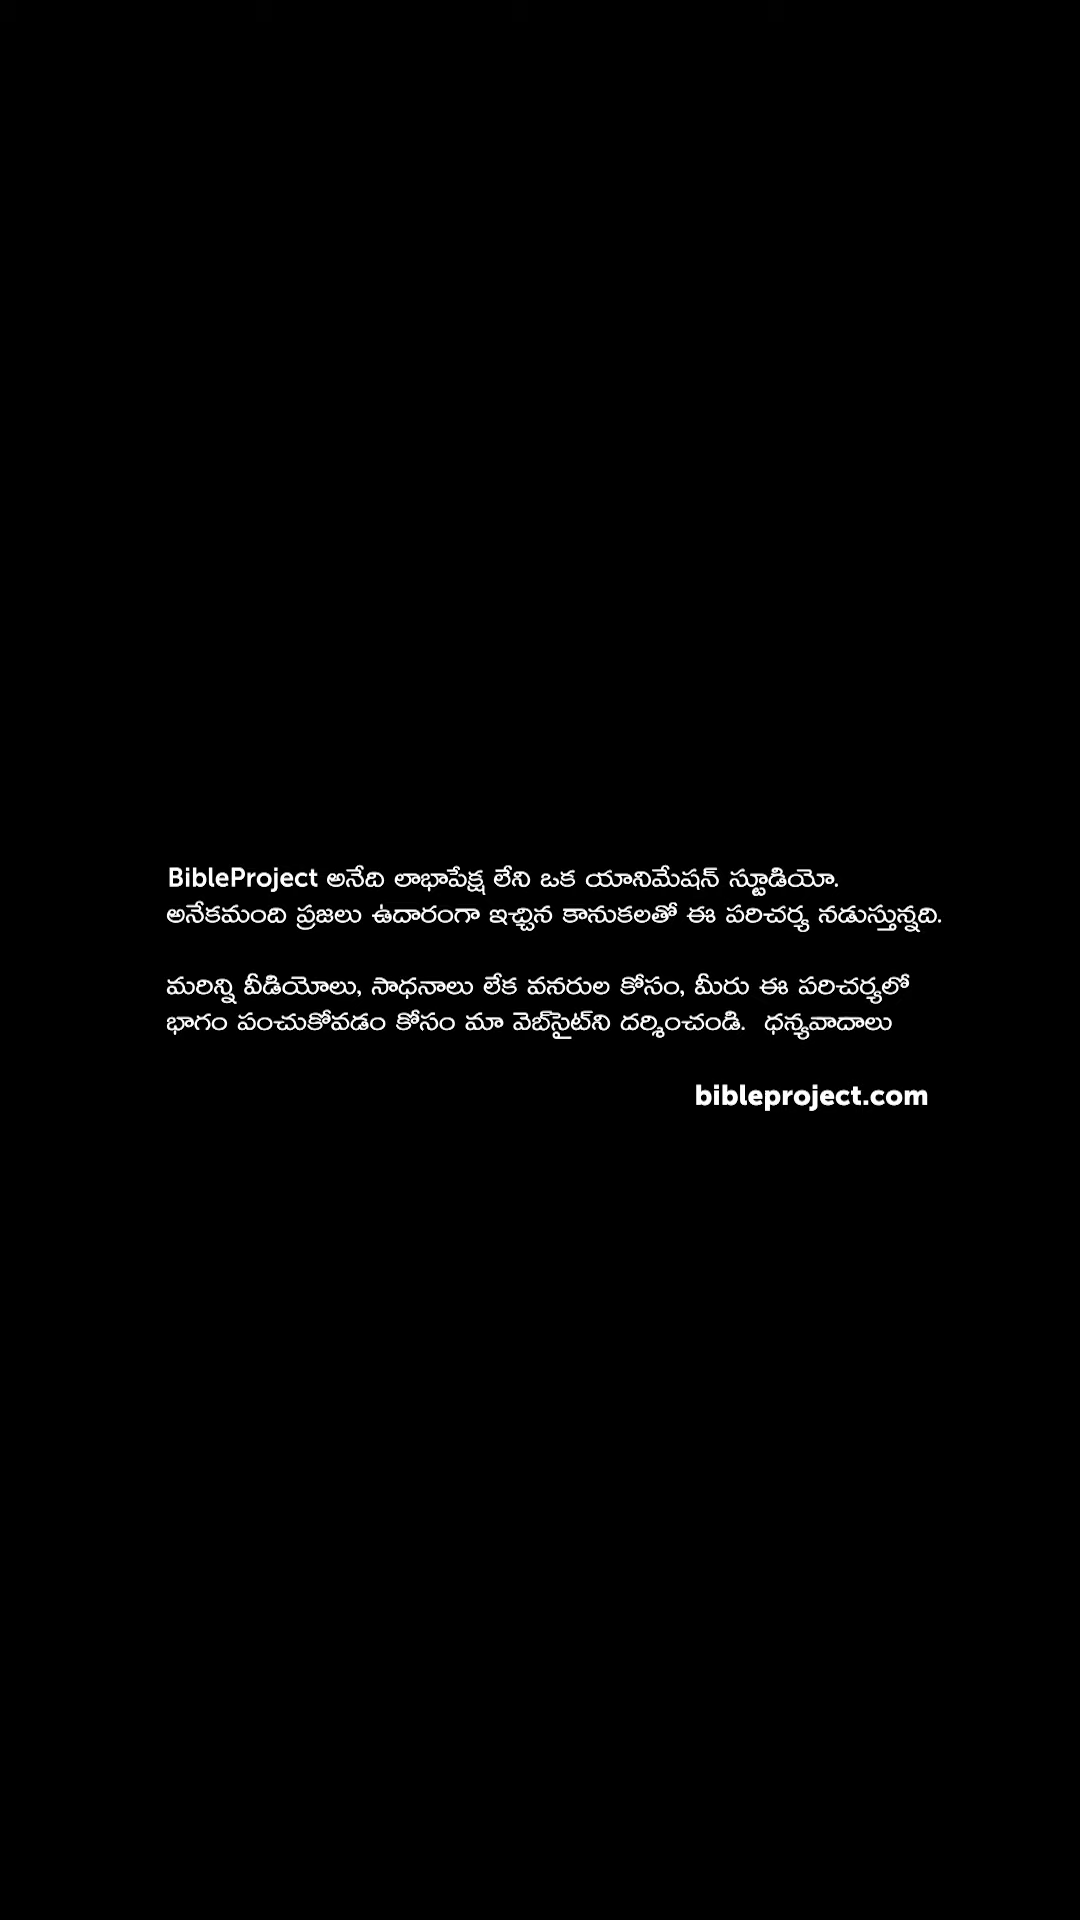 BibleProject అనేది లాభాపేక్ష లేని ఒక యానిమేషన్ స్టూడియో.
అనేకమంది ప్రజలు ఉదారంగా ఇచ్చిన కానుకలతో ఈ పరిచర్య నడుస్తున్నది.
మరిన్ని వీడియోలు, సాధనాలు లేక వనరుల కోసం, మీరు ఈ పరిచర్యలో
భాగం పంచుకోవడం కోసం మా వెబ్‌సైట్‌ని దర్శించండి. ధన్యవాదాలు
bibleproject.com